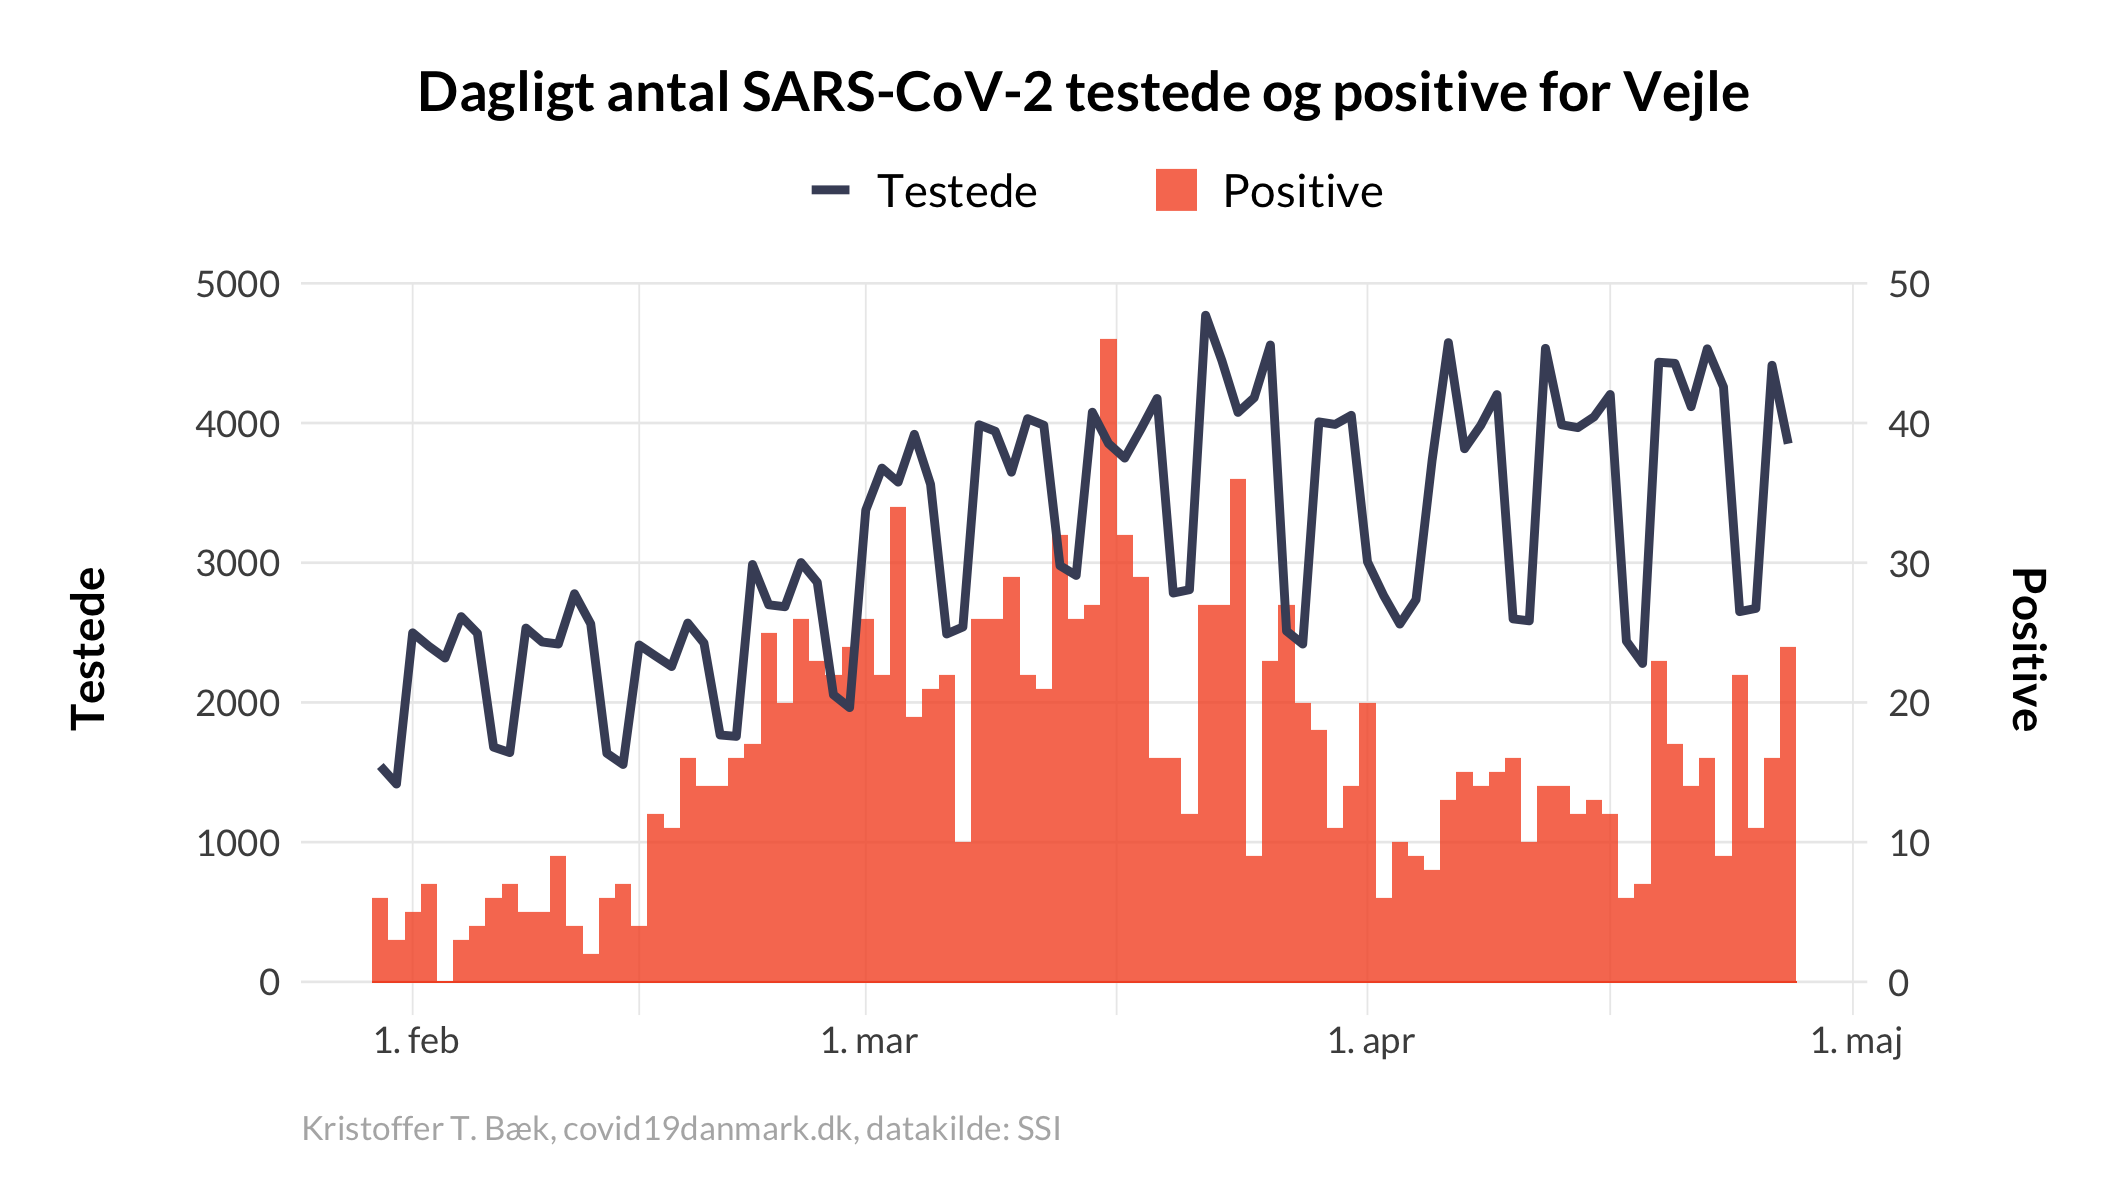 Dagligt antal SARS-CoV-2 testede og positive for Vejle
Testede Positive
5000 50
4000 40
3000 30
2000 20
1000 10
0 0
Testede
Positive
1. feb 1. mar 1. apr 1. maj
Kristoffer T. Bæk, covid19danmark.dk, datakilde: SSI